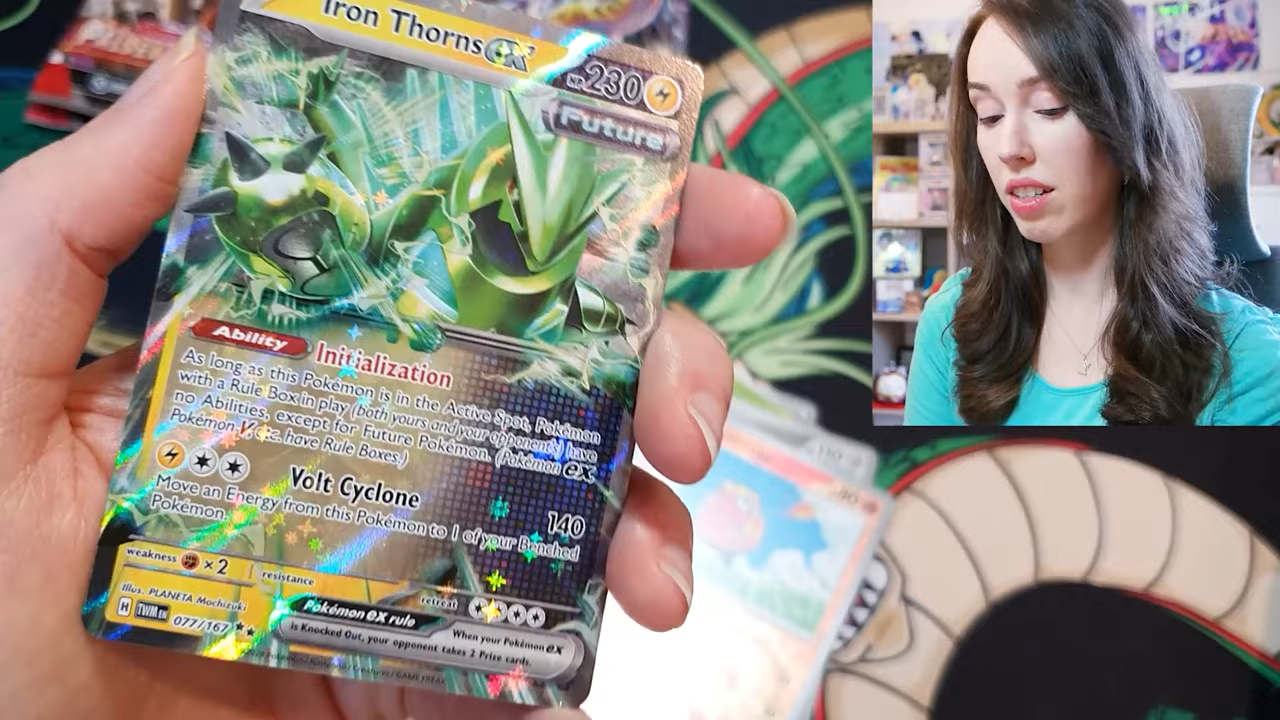 Iron Thorns ex
HP 230
Future
Ability Initialization
As long as this Pokémon is in the Active Spot, Pokémon
with a Rule Box in play (both yours and your opponent's) have
no Abilities, except for Future Pokémon. (Pokémon ex,
Pokémon V, etc. have Rule Boxes.)
Volt Cyclone 140
Move an Energy from this Pokémon to 1 of your Benched
Pokémon.
weakness ×2 resistance retreat
Illus. PLANETA Mochizuki
H TWM EN 077/167
Pokémon ex rule
When your Pokémon ex
is Knocked Out, your opponent takes 2 Prize cards.
110